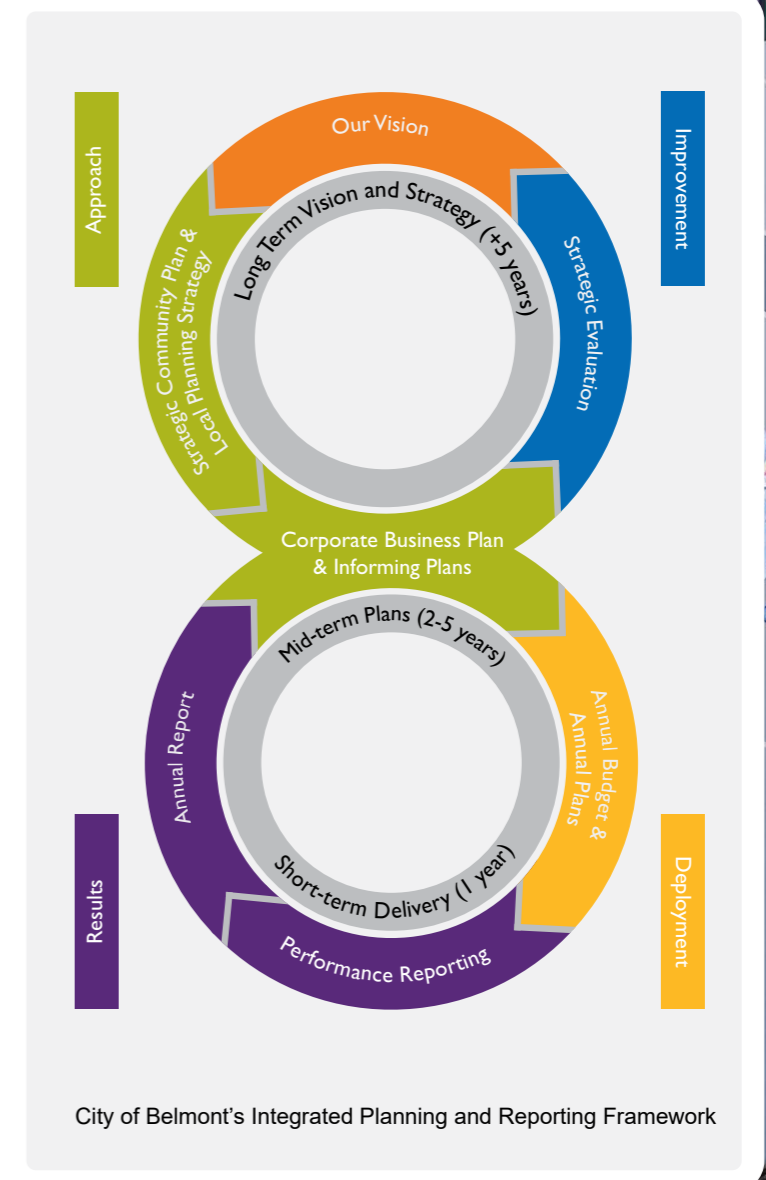 Approach
Improvement
Our Vision
Long Term Vision and Strategy (+5 years)
Strategic Community Plan &
Local Planning Strategy
Strategic Evaluation
Corporate Business Plan
& Informing Plans
Mid-term Plans (2-5 years)
Annual Report
Annual Budget &
Annual Plans
Short-term Delivery (1 year)
Performance Reporting
Results
Deployment
City of Belmont’s Integrated Planning and Reporting Framework